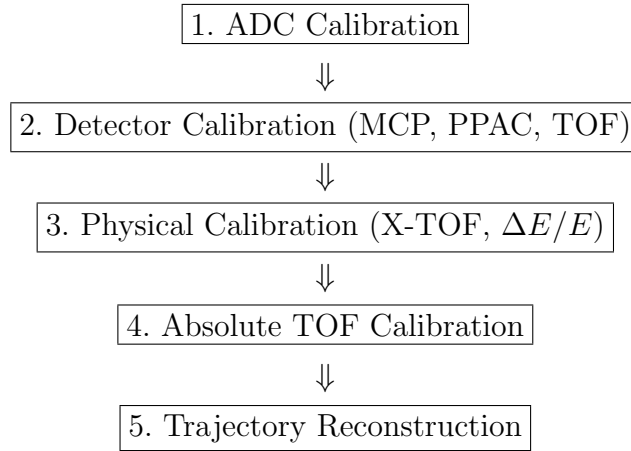 1. ADC Calibration
⇓
2. Detector Calibration (MCP, PPAC, TOF)
⇓
3. Physical Calibration (X-TOF, ΔE/E)
⇓
4. Absolute TOF Calibration
⇓
5. Trajectory Reconstruction